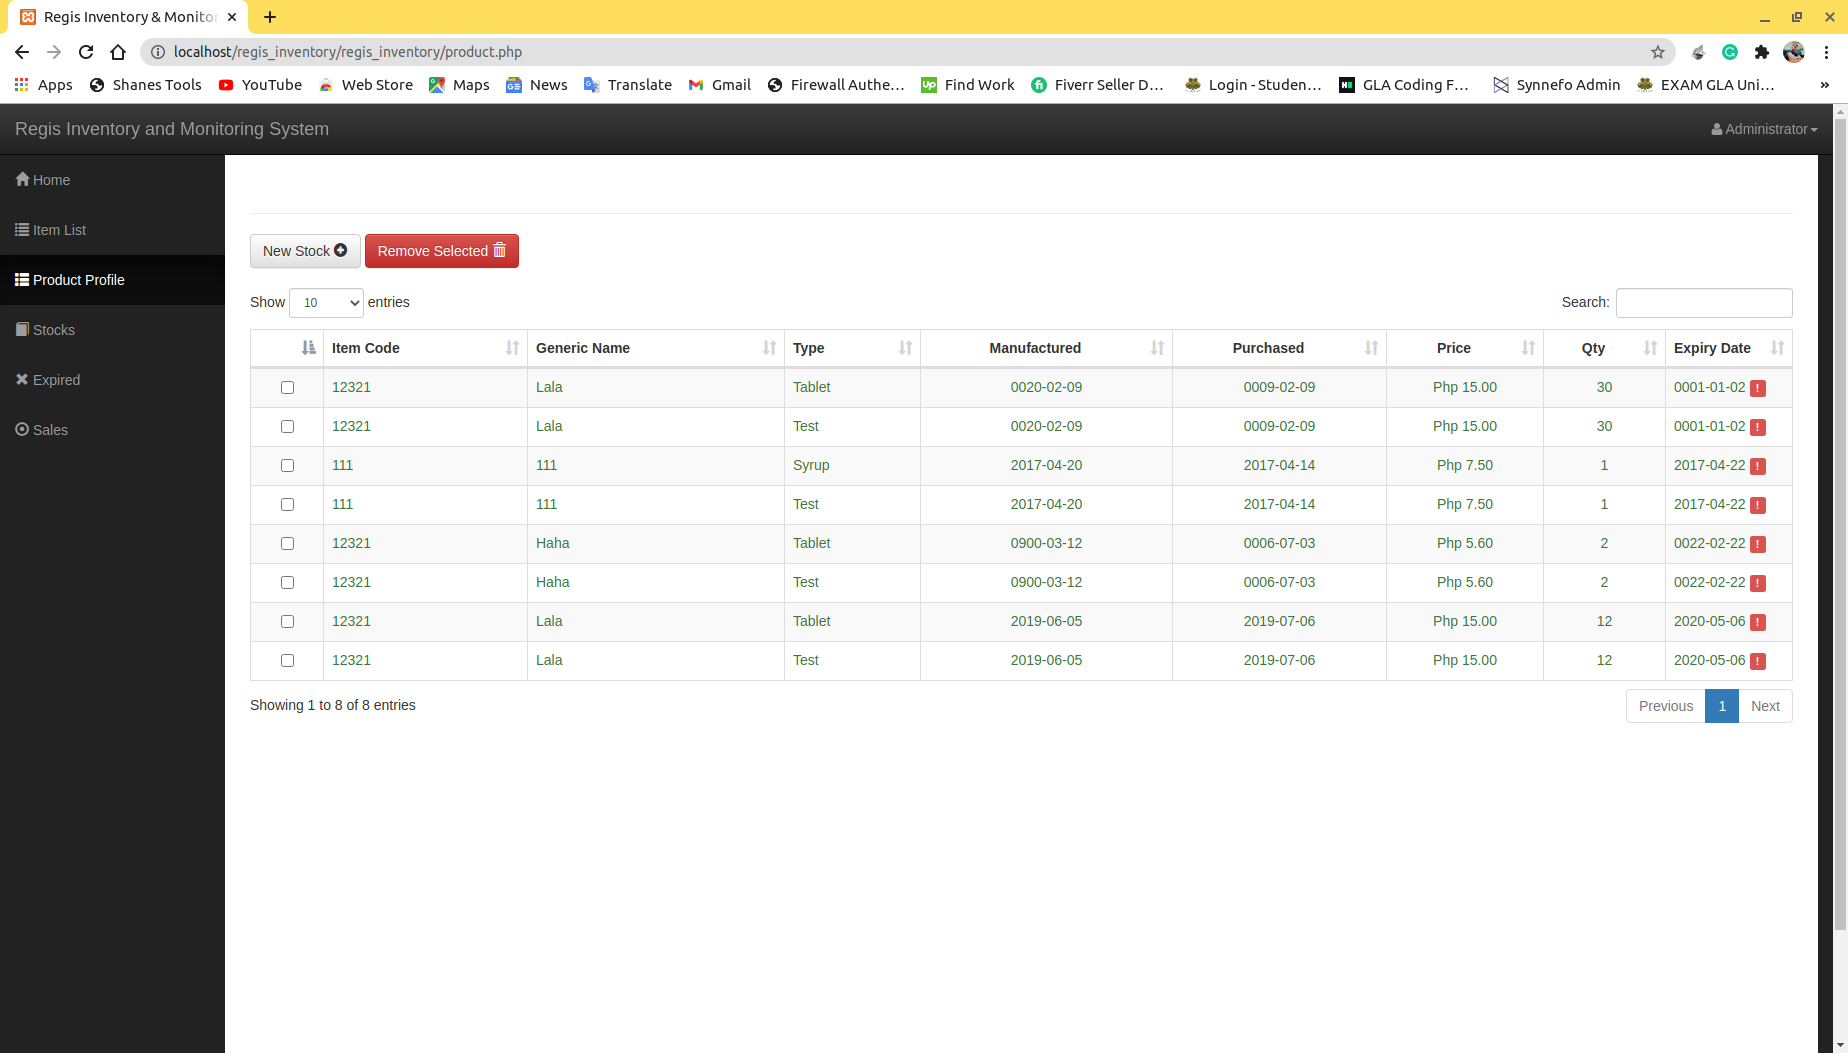 Regis Inventory & Monitor
localhost/regis_inventory/regis_inventory/product.php
Apps Shanes Tools YouTube Web Store Maps News Translate Gmail Firewall Authe… Find Work Fiverr Seller D… Login - Studen… GLA Coding F… Synnefo Admin EXAM GLA Uni… »
Regis Inventory and Monitoring System Administrator
Home
Item List
Product Profile
Stocks
Expired
Sales
New Stock Remove Selected
Show 10 entries Search:
Item Code Generic Name Type Manufactured Purchased Price Qty Expiry Date
12321 Lala Tablet 0020-02-09 0009-02-09 Php 15.00 30 0001-01-02 !
12321 Lala Test 0020-02-09 0009-02-09 Php 15.00 30 0001-01-02 !
111 111 Syrup 2017-04-20 2017-04-14 Php 7.50 1 2017-04-22 !
111 111 Test 2017-04-20 2017-04-14 Php 7.50 1 2017-04-22 !
12321 Haha Tablet 0900-03-12 0006-07-03 Php 5.60 2 0022-02-22 !
12321 Haha Test 0900-03-12 0006-07-03 Php 5.60 2 0022-02-22 !
12321 Lala Tablet 2019-06-05 2019-07-06 Php 15.00 12 2020-05-06 !
12321 Lala Test 2019-06-05 2019-07-06 Php 15.00 12 2020-05-06 !
Showing 1 to 8 of 8 entries Previous 1 Next